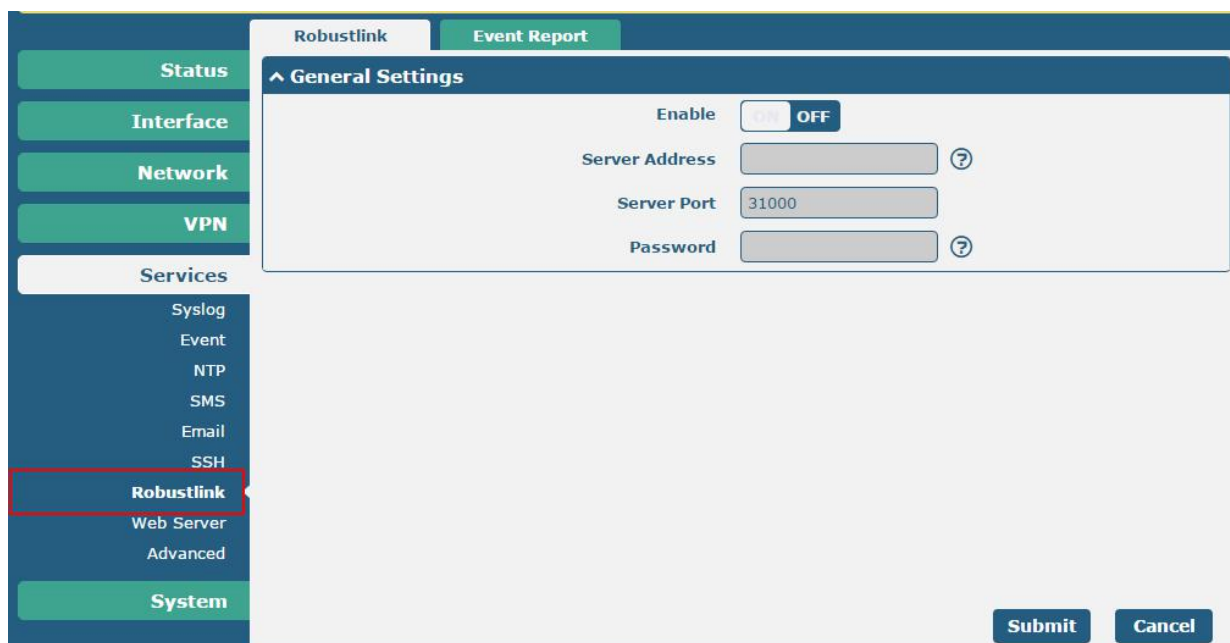 Robustlink
Event Report
Status
Interface
Network
VPN
Services
Syslog
Event
NTP
SMS
Email
SSH
Robustlink
Web Server
Advanced
System
^ General Settings
Enable ON OFF
Server Address ?
Server Port 31000
Password ?
Submit
Cancel